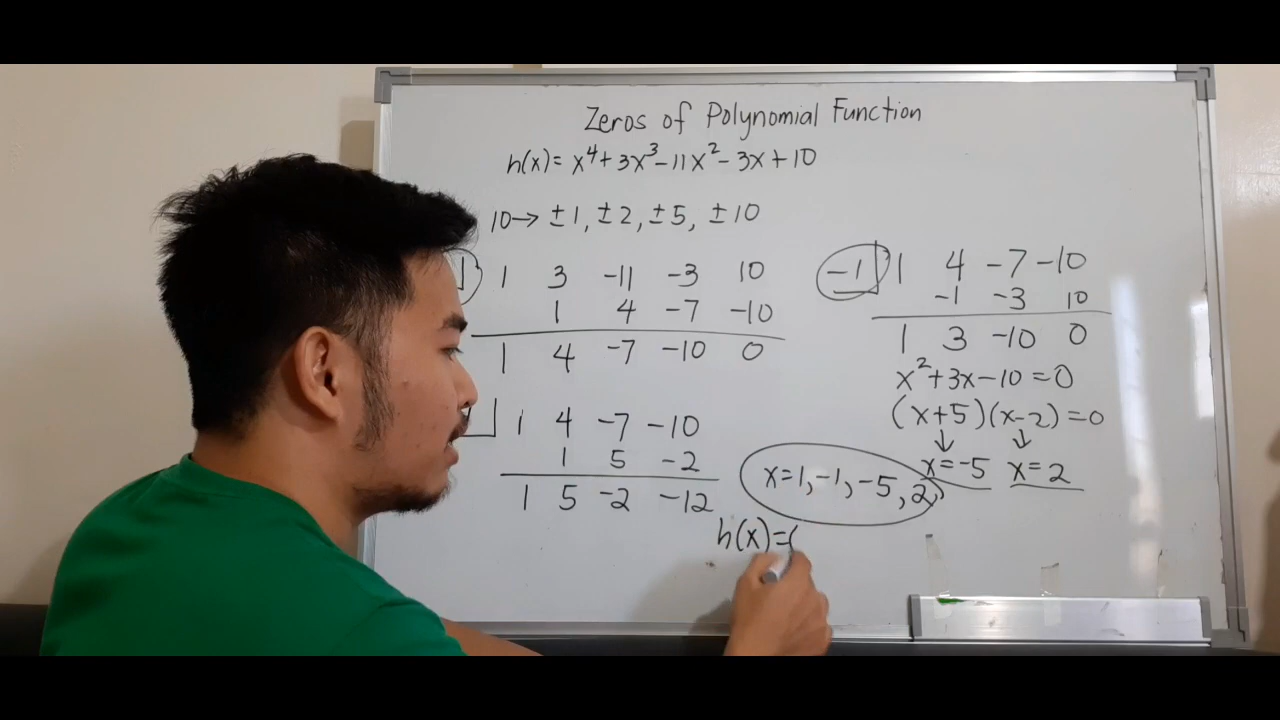 Zeros of Polynomial Function
h(x)= x⁴+3x³-11x²-3x+10
10→ ±1, ±2, ±5, ±10
1 3 -11 -3 10
1 4 -7 -10
1 4 -7 -10 0
1 4 -7 -10
1 5 -2
1 5 -2 -12
-1 1 4 -7 -10
-1 -3 10
1 3 -10 0
x²+3x-10=0
(x+5)(x-2)=0
x=-5 x=2
x=1,-1,-5,2
h(x)=(